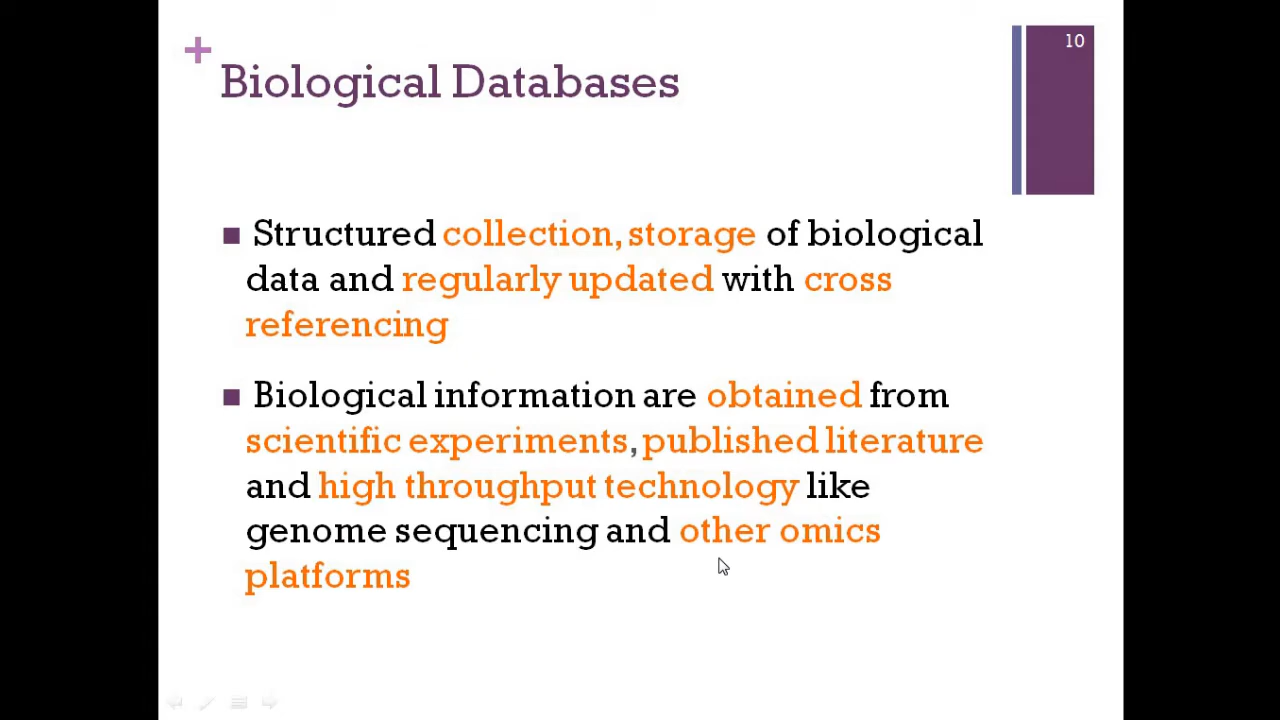 10
+
Biological Databases
■ Structured collection, storage of biological
data and regularly updated with cross
referencing
■ Biological information are obtained from
scientific experiments, published literature
and high throughput technology like
genome sequencing and other omics
platforms